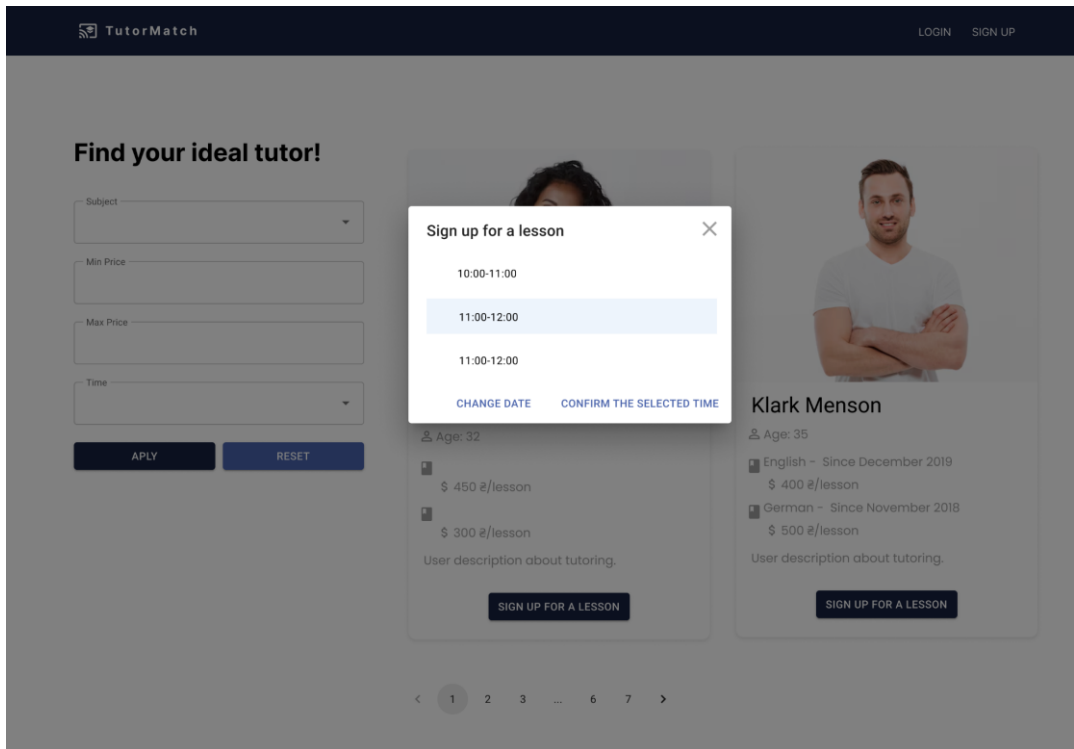 TutorMatch
LOGIN SIGN UP
Find your ideal tutor!
Subject
Min Price
Max Price
Time
APLY RESET
Sign up for a lesson
10:00-11:00
11:00-12:00
11:00-12:00
CHANGE DATE CONFIRM THE SELECTED TIME
Age: 32
$ 450 ₴/lesson
$ 300 ₴/lesson
User description about tutoring.
SIGN UP FOR A LESSON
Klark Menson
Age: 35
English - Since December 2019
$ 400 ₴/lesson
German - Since November 2018
$ 500 ₴/lesson
User description about tutoring.
SIGN UP FOR A LESSON
< 1 2 3 ... 6 7 >